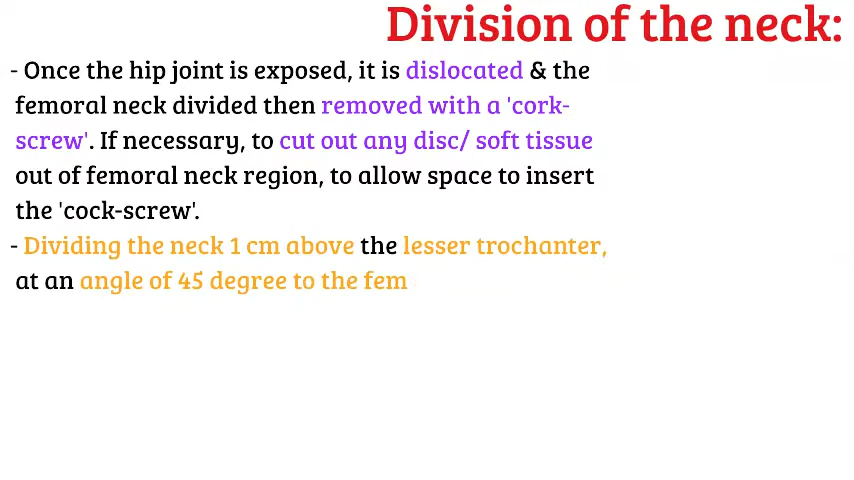 Division of the neck:
- Once the hip joint is exposed, it is dislocated & the
femoral neck divided then removed with a 'cork-
screw'. If necessary, to cut out any disc/ soft tissue
out of femoral neck region, to allow space to insert
the 'cock-screw'.
- Dividing the neck 1 cm above the lesser trochanter,
at an angle of 45 degree to the fem